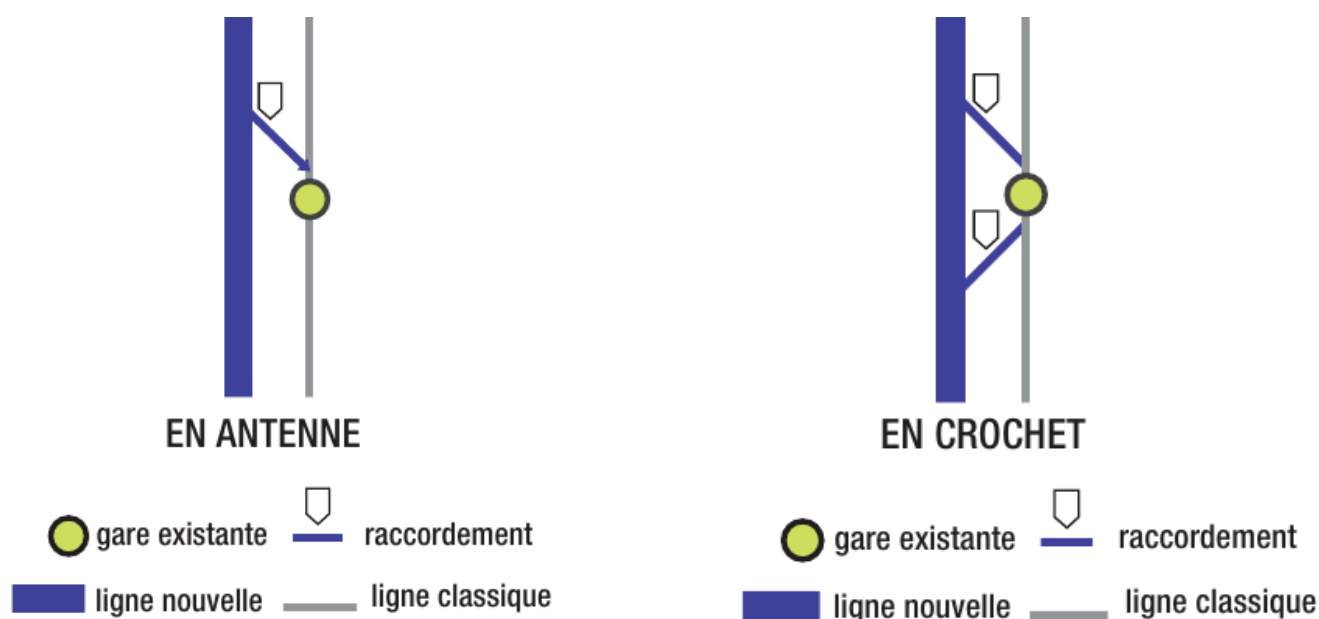 EN ANTENNE
gare existante
raccordement
ligne nouvelle
ligne classique
EN CROCHET
gare existante
raccordement
ligne nouvelle
ligne classique